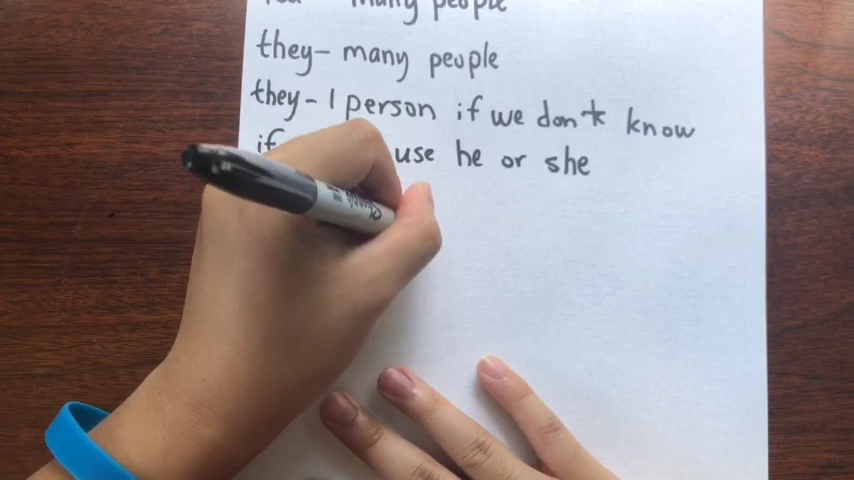 many people
they- many people
they- 1 person if we don't know
if use he or she